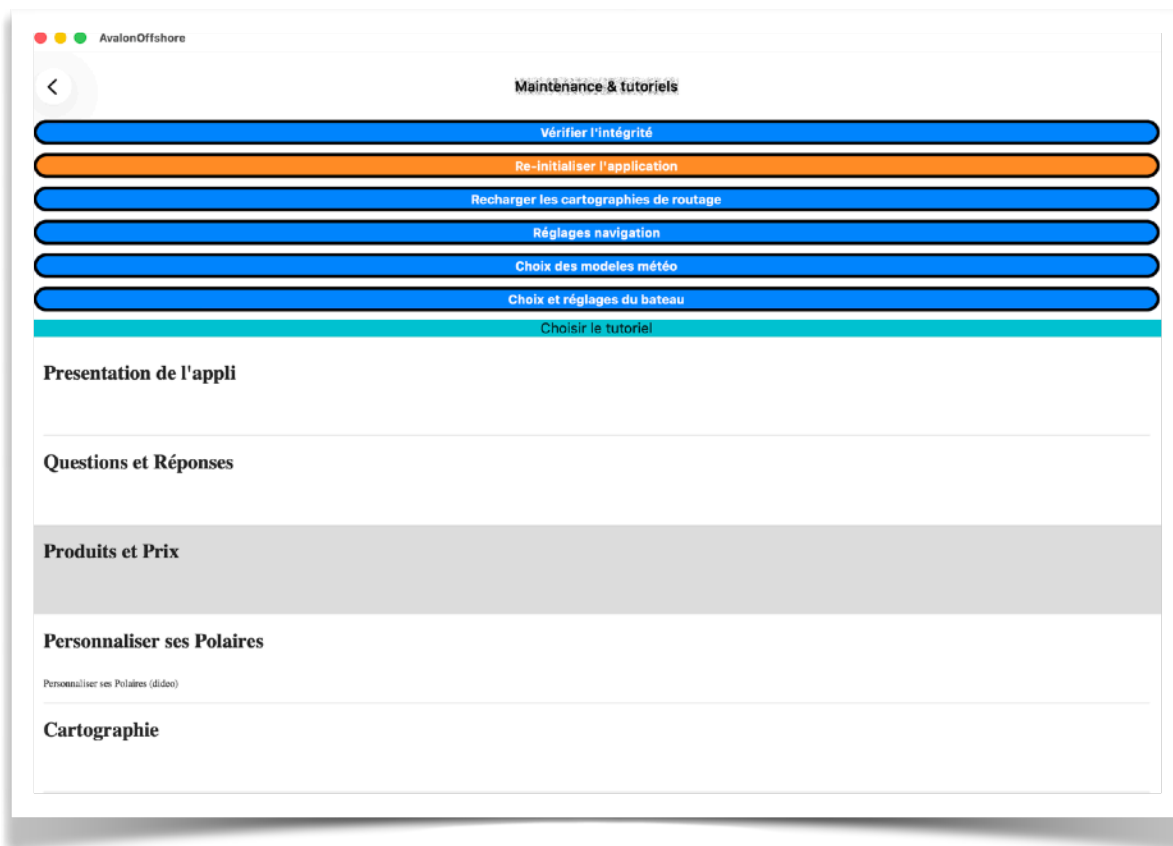 AvalonOffshore
Maintenance & tutoriels
Vérifier l'intégrité
Re-initialiser l'application
Recharger les cartographies de routage
Réglages navigation
Choix des modeles météo
Choix et réglages du bateau
Choisir le tutoriel
Presentation de l'appli
Questions et Réponses
Produits et Prix
Personnaliser ses Polaires
Personnaliser ses Polaires (dideo)
Cartographie